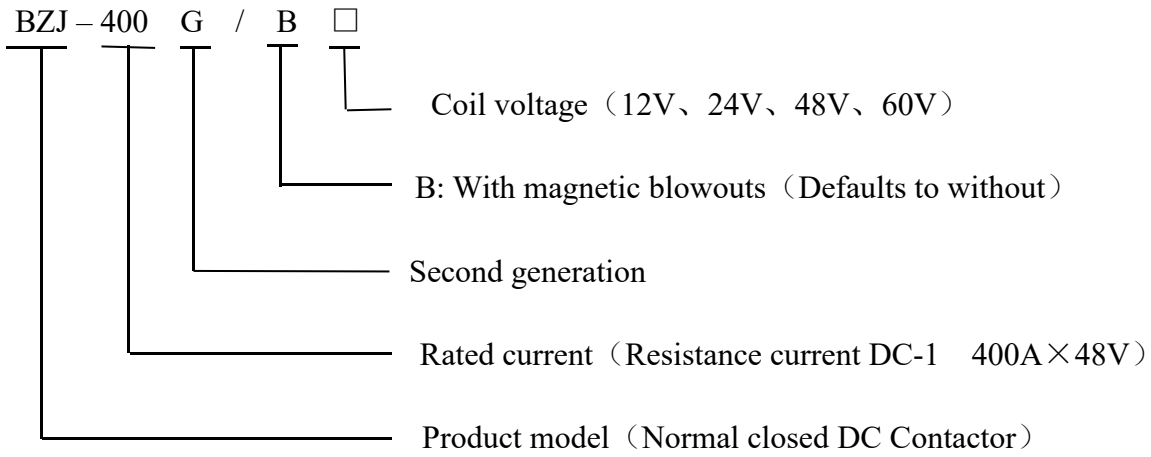 BZJ – 400 G / B □
Coil voltage（12V、24V、48V、60V）
B: With magnetic blowouts（Defaults to without）
Second generation
Rated current（Resistance current DC-1 400A×48V）
Product model（Normal closed DC Contactor）